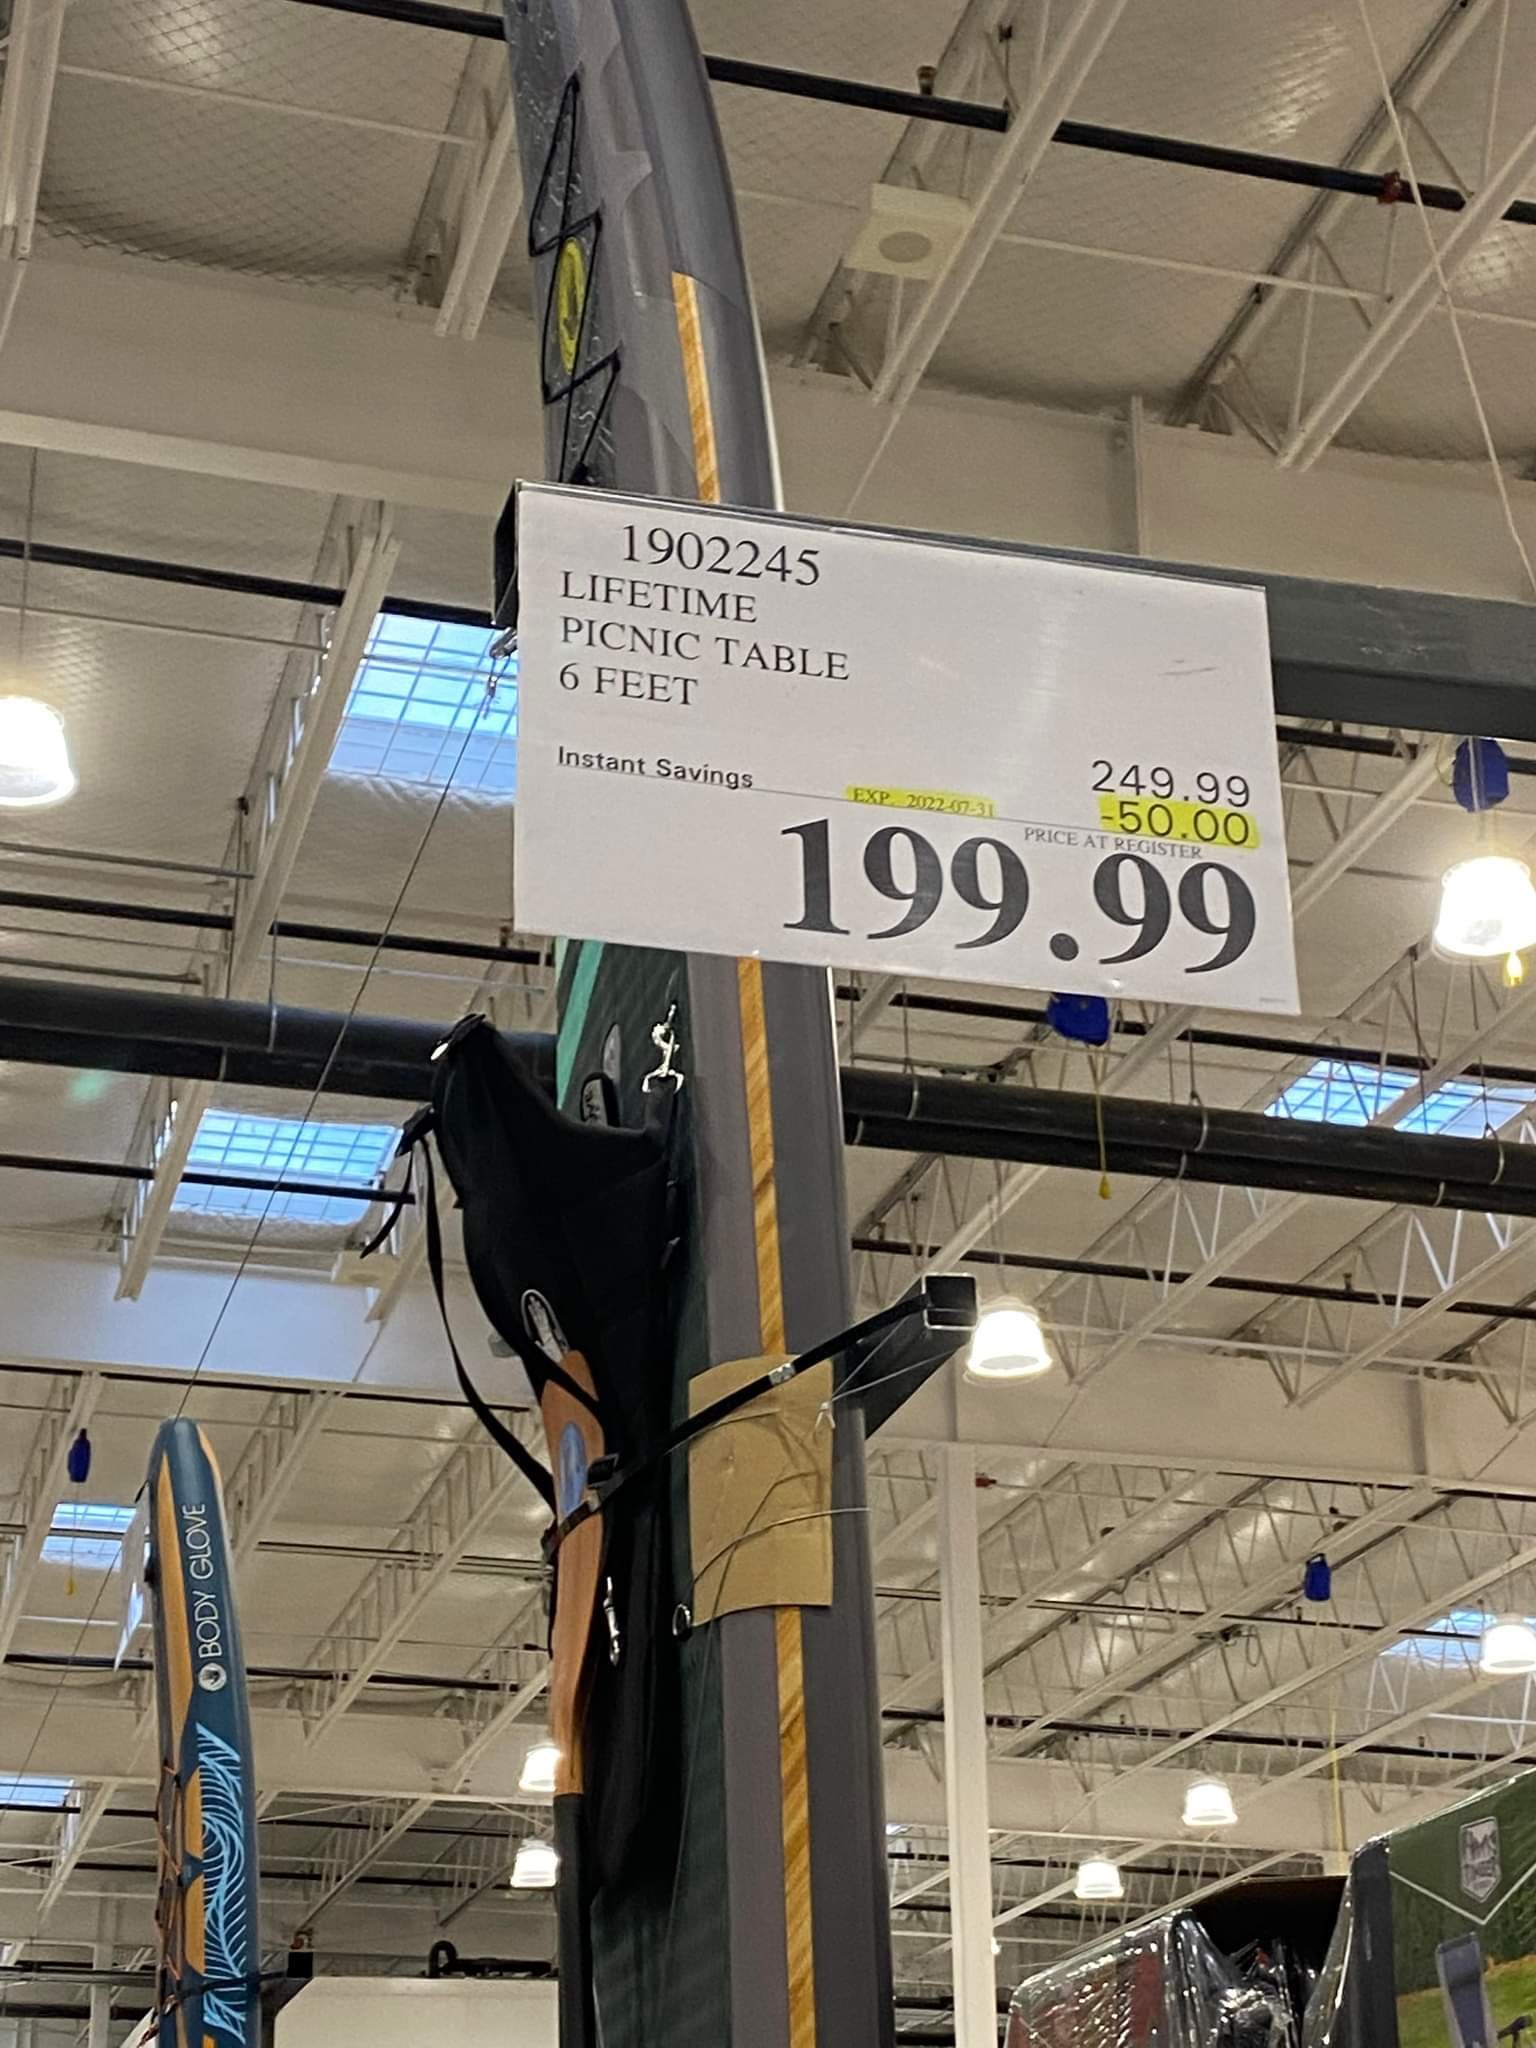 1902245
LIFETIME
PICNIC TABLE
6 FEET
249.99
Instant Savings
EXP. 2022-07-31
-50.00
PRICE AT REGISTER
199.99
BODY GLOVE